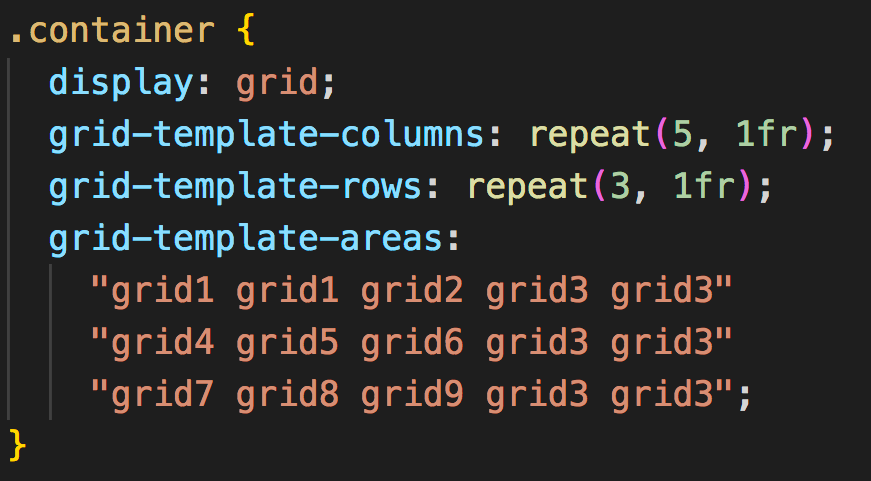 .container {
display: grid;
grid-template-columns: repeat(5, 1fr);
grid-template-rows: repeat(3, 1fr);
grid-template-areas:
"grid1 grid1 grid2 grid3 grid3"
"grid4 grid5 grid6 grid3 grid3"
"grid7 grid8 grid9 grid3 grid3";
}